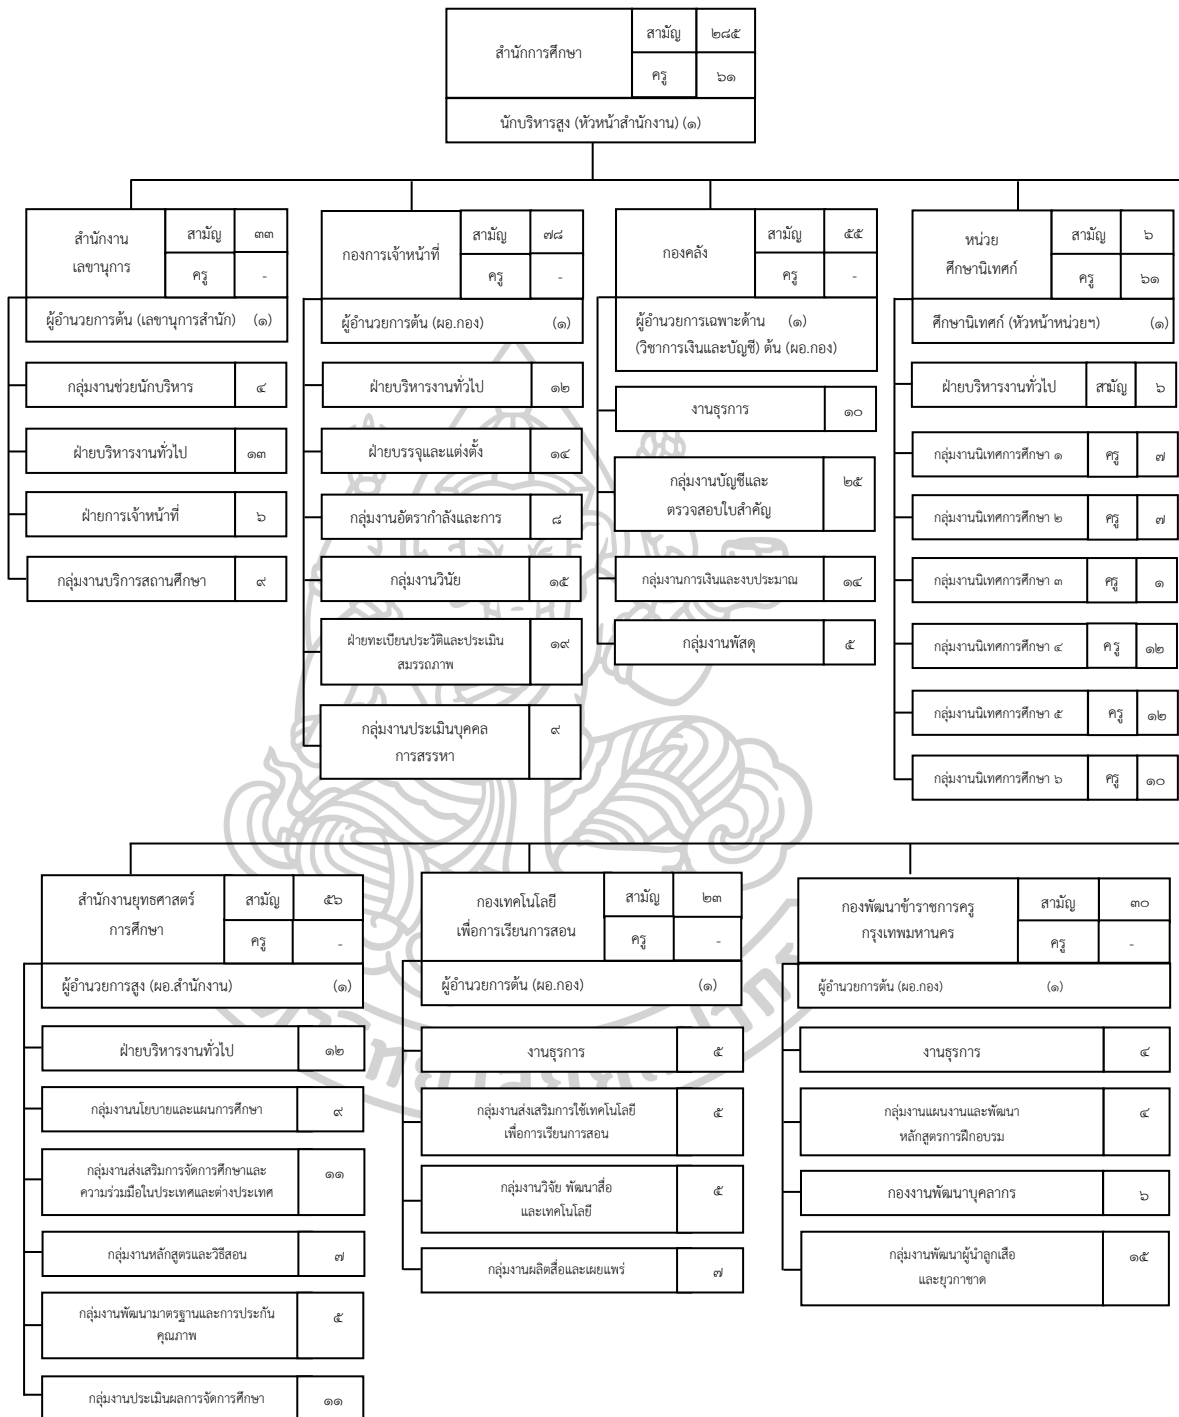 สำนักการศึกษา
สามัญ ๒๘๕
ครู ๖๑
นักบริหารสูง (หัวหน้าสำนักงาน) (๑)
สำนักงาน
เลขานุการ
สามัญ ๓๓
ครู -
ผู้อำนวยการต้น (เลขานุการสำนัก) (๑)
กลุ่มงานช่วยนักบริหาร ๔
ฝ่ายบริหารงานทั่วไป ๑๓
ฝ่ายการเจ้าหน้าที่ ๖
กลุ่มงานบริการสถานศึกษา ๙
กองการเจ้าหน้าที่
สามัญ ๗๘
ครู -
ผู้อำนวยการต้น (ผอ.กอง) (๑)
ฝ่ายบริหารงานทั่วไป ๑๒
ฝ่ายบรรจุและแต่งตั้ง ๑๔
กลุ่มงานอัตรากำลังและการ ๘
กลุ่มงานวินัย ๑๕
ฝ่ายทะเบียนประวัติและประเมิน ๑๙
สมรรถภาพ
กลุ่มงานประเมินบุคคล ๙
การสรรหา
กองคลัง
สามัญ ๕๕
ครู -
ผู้อำนวยการเฉพาะด้าน (๑)
(วิชาการเงินและบัญชี) ต้น (ผอ.กอง)
งานธุรการ ๑๐
กลุ่มงานบัญชีและ ๒๕
ตรวจสอบใบสำคัญ
กลุ่มงานการเงินและงบประมาณ ๑๔
กลุ่มงานพัสดุ ๕
หน่วย
ศึกษานิเทศก์
สามัญ ๖
ครู ๖๑
ศึกษานิเทศก์ (หัวหน้าหน่วยฯ) (๑)
ฝ่ายบริหารงานทั่วไป สามัญ ๖
กลุ่มงานนิเทศการศึกษา ๑ ครู ๗
กลุ่มงานนิเทศการศึกษา ๒ ครู ๗
กลุ่มงานนิเทศการศึกษา ๓ ครู ๑
กลุ่มงานนิเทศการศึกษา ๔ ครู ๑๒
กลุ่มงานนิเทศการศึกษา ๕ ครู ๑๒
กลุ่มงานนิเทศการศึกษา ๖ ครู ๑๐
สำนักงานยุทธศาสตร์
การศึกษา
สามัญ ๕๖
ครู -
ผู้อำนวยการสูง (ผอ.สำนักงาน) (๑)
ฝ่ายบริหารงานทั่วไป ๑๒
กลุ่มงานนโยบายและแผนการศึกษา ๙
กลุ่มงานส่งเสริมการจัดการศึกษาและ ๑๑
ความร่วมมือในประเทศและต่างประเทศ
กลุ่มงานหลักสูตรและวิธีสอน ๗
กลุ่มงานพัฒนามาตรฐานและการประกัน ๕
คุณภาพ
กลุ่มงานประเมินผลการจัดการศึกษา ๑๑
กองเทคโนโลยี
เพื่อการเรียนการสอน
สามัญ ๒๓
ครู -
ผู้อำนวยการต้น (ผอ.กอง) (๑)
งานธุรการ ๕
กลุ่มงานส่งเสริมการใช้เทคโนโลยี ๕
เพื่อการเรียนการสอน
กลุ่มงานวิจัย พัฒนาสื่อ ๕
และเทคโนโลยี
กลุ่มงานผลิตสื่อและเผยแพร่ ๗
กองพัฒนาข้าราชการครู
กรุงเทพมหานคร
สามัญ ๓๐
ครู -
ผู้อำนวยการต้น (ผอ.กอง) (๑)
งานธุรการ ๔
กลุ่มงานแผนงานและพัฒนา ๔
หลักสูตรการฝึกอบรม
กองงานพัฒนาบุคลากร ๖
กลุ่มงานพัฒนาผู้นำลูกเสือ ๑๕
และยุวกาชาด